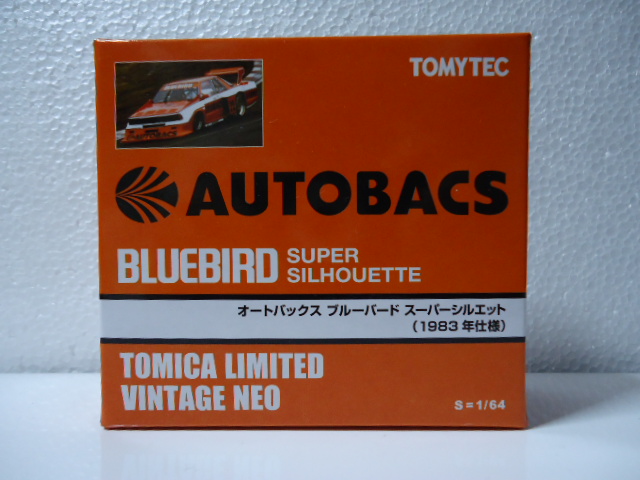 TOMYTEC
AUTOBACS
AUTOBACS
BLUEBIRD SUPER
SILHOUETTE
オートバックス ブルーバード スーパーシルエット
(1983 年仕様)
TOMICA LIMITED
VINTAGE NEO
S=1/64